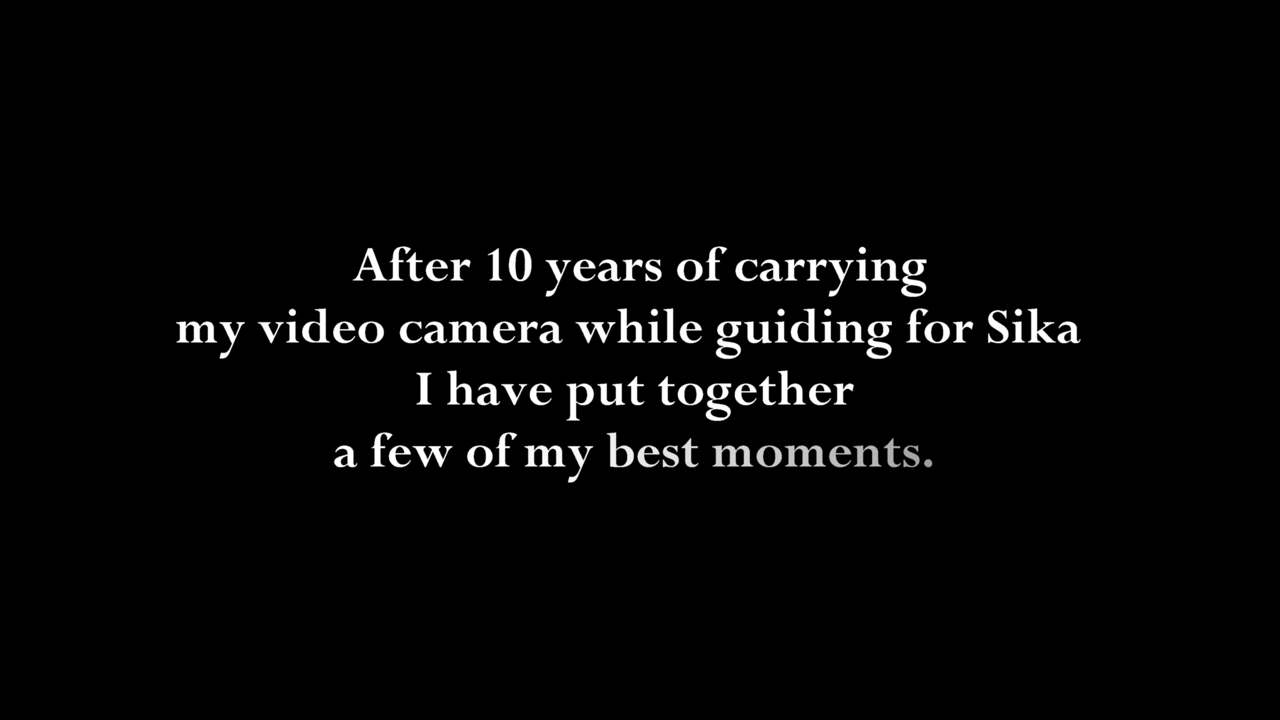 After 10 years of carrying
my video camera while guiding for Sika
I have put together
a few of my best moments.